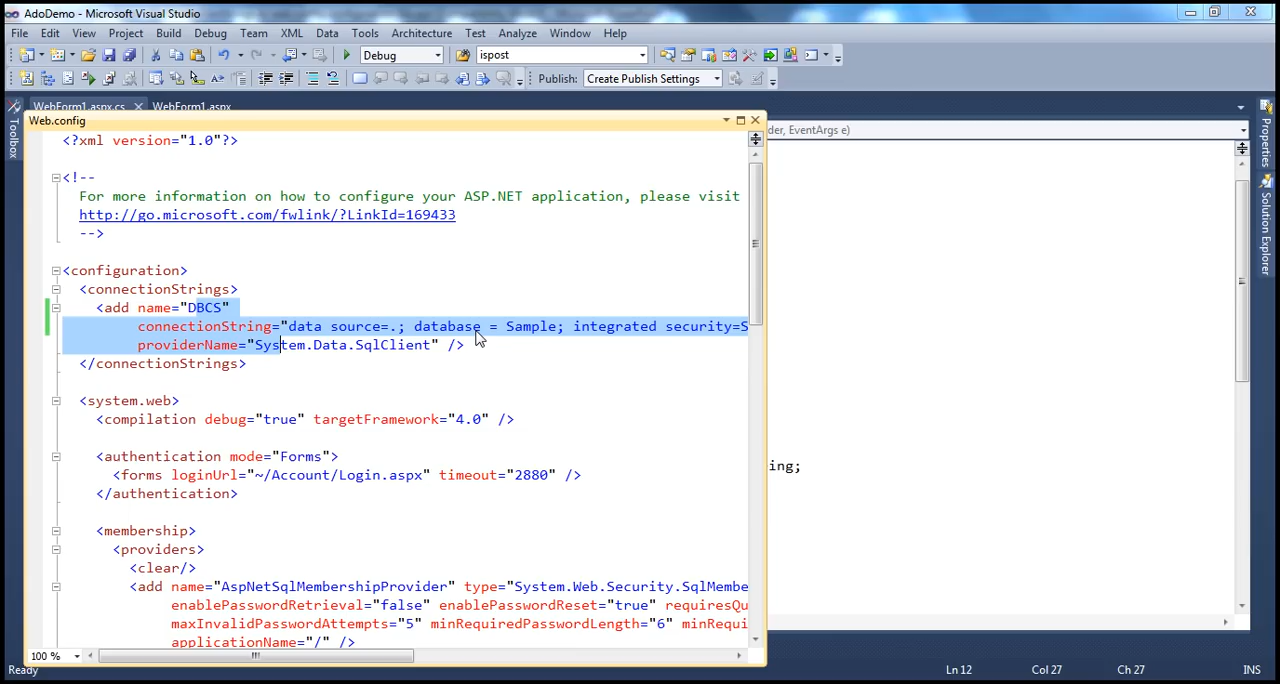 AdoDemo - Microsoft Visual Studio
File Edit View Project Build Debug Team XML Data Tools Architecture Test Analyze Window Help
Debug ispost
Publish: Create Publish Settings
WebForm1.aspx.cs WebForm1.aspx
Web.config
der, EventArgs e)
Toolbox
Properties
Solution Explorer
<?xml version="1.0"?>
<!--
For more information on how to configure your ASP.NET application, please visit
http://go.microsoft.com/fwlink/?LinkId=169433
-->
<configuration>
<connectionStrings>
<add name="DBCS"
connectionString="data source=.; database = Sample; integrated security=S
providerName="System.Data.SqlClient" />
</connectionStrings>
<system.web>
<compilation debug="true" targetFramework="4.0" />
<authentication mode="Forms">
<forms loginUrl="~/Account/Login.aspx" timeout="2880" />
</authentication>
ing;
<membership>
<providers>
<clear/>
<add name="AspNetSqlMembershipProvider" type="System.Web.Security.SqlMembe
enablePasswordRetrieval="false" enablePasswordReset="true" requiresQu
maxInvalidPasswordAttempts="5" minRequiredPasswordLength="6" minRequi
applicationName="/" />
100 %
Ready Ln 12 Col 27 Ch 27 INS